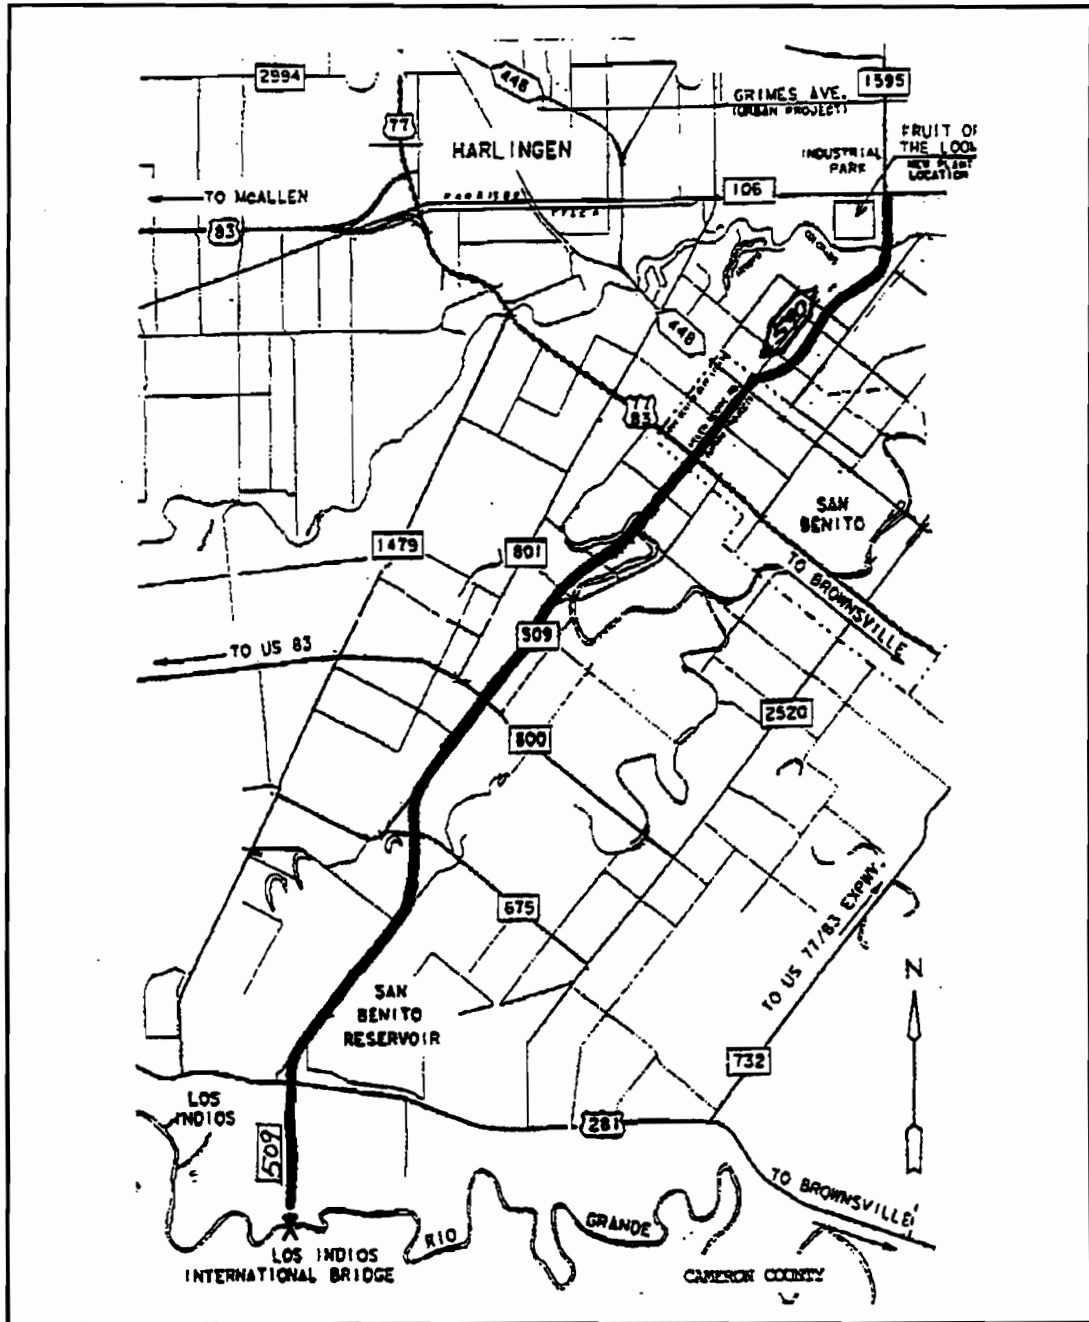 2994
77
448
GRIMES AVE.
(URBAN PROJECT)
1595
HARLINGEN
INDUSTRIAL
PARK
FRUIT OF
THE LOOM
NEW PLANT
LOCATION
TO MCALLEN
106
83
448
77
83
SAN
BENITO
1479
801
TO BROWNSVILLE
509
TO US 83
2520
800
675
TO US 77/83 EXPWY.
N
SAN
BENITO
RESERVOIR
732
LOS
INDIOS
281
509
TO BROWNSVILLE
RIO
GRANDE
LOS INDIOS
INTERNATIONAL BRIDGE
CAMERON COUNTY